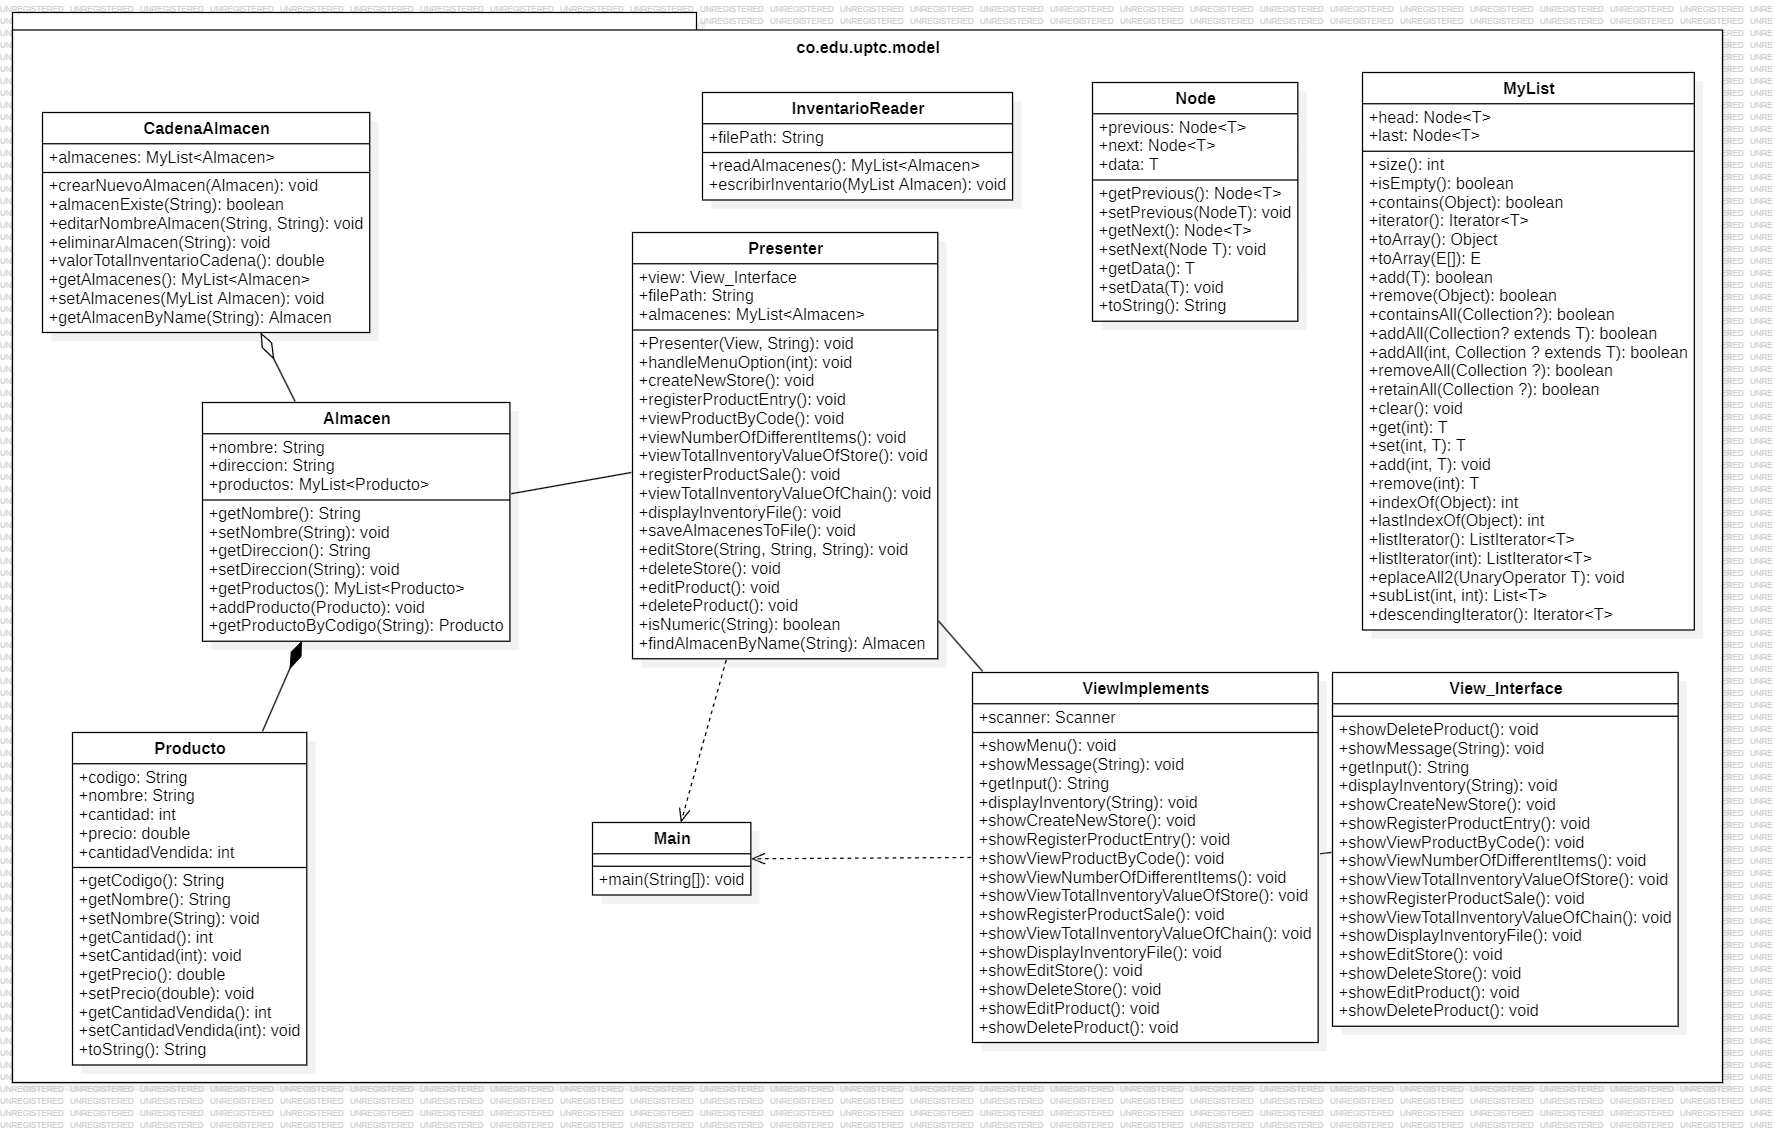 co.edu.uptc.model
CadenaAlmacen
+almacenes: MyList<Almacen>
+crearNuevoAlmacen(Almacen): void
+almacenExiste(String): boolean
+editarNombreAlmacen(String, String): void
+eliminarAlmacen(String): void
+valorTotalInventarioCadena(): double
+getAlmacenes(): MyList<Almacen>
+setAlmacenes(MyList Almacen): void
+getAlmacenByName(String): Almacen
InventarioReader
+filePath: String
+readAlmacenes(): MyList<Almacen>
+escribirInventario(MyList Almacen): void
Node
+previous: Node<T>
+next: Node<T>
+data: T
+getPrevious(): Node<T>
+setPrevious(NodeT): void
+getNext(): Node<T>
+setNext(Node T): void
+getData(): T
+setData(T): void
+toString(): String
MyList
+head: Node<T>
+last: Node<T>
+size(): int
+isEmpty(): boolean
+contains(Object): boolean
+iterator(): Iterator<T>
+toArray(): Object
+toArray(E[]): E
+add(T): boolean
+remove(Object): boolean
+containsAll(Collection?): boolean
+addAll(Collection? extends T): boolean
+addAll(int, Collection ? extends T): boolean
+removeAll(Collection ?): boolean
+retainAll(Collection ?): boolean
+clear(): void
+get(int): T
+set(int, T): T
+add(int, T): void
+remove(int): T
+indexOf(Object): int
+lastIndexOf(Object): int
+listIterator(): ListIterator<T>
+listIterator(int): ListIterator<T>
+eplaceAll2(UnaryOperator T): void
+subList(int, int): List<T>
+descendingIterator(): Iterator<T>
Presenter
+view: View_Interface
+filePath: String
+almacenes: MyList<Almacen>
+Presenter(View, String): void
+handleMenuOption(int): void
+createNewStore(): void
+registerProductEntry(): void
+viewProductByCode(): void
+viewNumberOfDifferentItems(): void
+viewTotalInventoryValueOfStore(): void
+registerProductSale(): void
+viewTotalInventoryValueOfChain(): void
+displayInventoryFile(): void
+saveAlmacenesToFile(): void
+editStore(String, String, String): void
+deleteStore(): void
+editProduct(): void
+deleteProduct(): void
+isNumeric(String): boolean
+findAlmacenByName(String): Almacen
Almacen
+nombre: String
+direccion: String
+productos: MyList<Producto>
+getNombre(): String
+setNombre(String): void
+getDireccion(): String
+setDireccion(String): void
+getProductos(): MyList<Producto>
+addProducto(Producto): void
+getProductoByCodigo(String): Producto
Producto
+codigo: String
+nombre: String
+cantidad: int
+precio: double
+cantidadVendida: int
+getCodigo(): String
+getNombre(): String
+setNombre(String): void
+getCantidad(): int
+setCantidad(int): void
+getPrecio(): double
+setPrecio(double): void
+getCantidadVendida(): int
+setCantidadVendida(int): void
+toString(): String
Main
+main(String[]): void
ViewImplements
+scanner: Scanner
+showMenu(): void
+showMessage(String): void
+getInput(): String
+displayInventory(String): void
+showCreateNewStore(): void
+showRegisterProductEntry(): void
+showViewProductByCode(): void
+showViewNumberOfDifferentItems(): void
+showViewTotalInventoryValueOfStore(): void
+showRegisterProductSale(): void
+showViewTotalInventoryValueOfChain(): void
+showDisplayInventoryFile(): void
+showEditStore(): void
+showDeleteStore(): void
+showEditProduct(): void
+showDeleteProduct(): void
View_Interface
+showDeleteProduct(): void
+showMessage(String): void
+getInput(): String
+displayInventory(String): void
+showCreateNewStore(): void
+showRegisterProductEntry(): void
+showViewProductByCode(): void
+showViewNumberOfDifferentItems(): void
+showViewTotalInventoryValueOfStore(): void
+showRegisterProductSale(): void
+showViewTotalInventoryValueOfChain(): void
+showDisplayInventoryFile(): void
+showEditStore(): void
+showDeleteStore(): void
+showEditProduct(): void
+showDeleteProduct(): void
UNREGISTERED